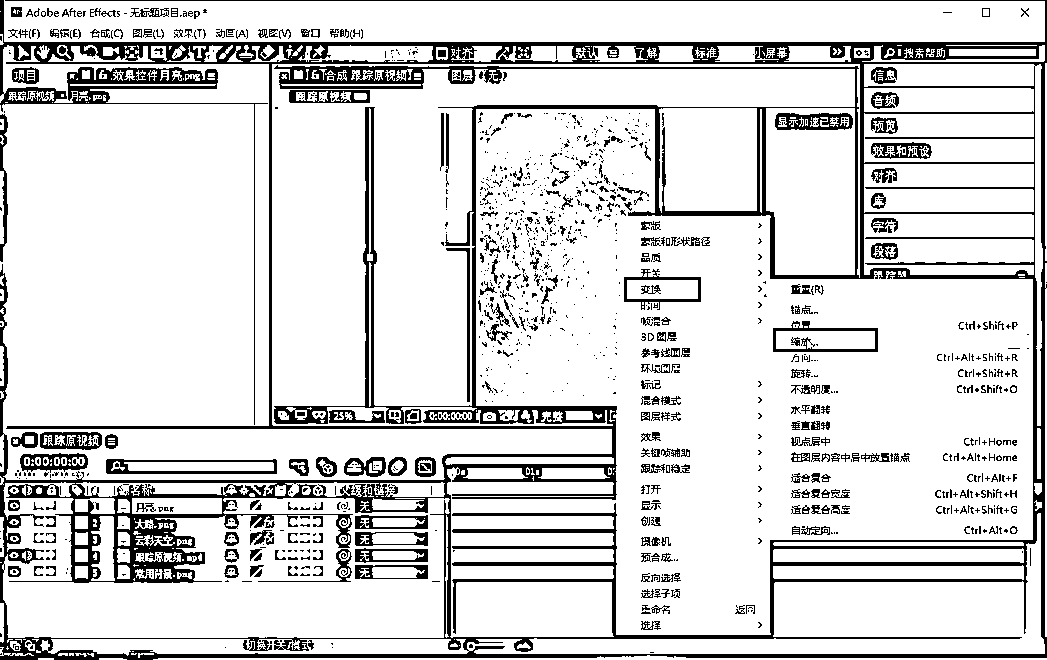 Adobe After Effects - 无标题项目.aep *
文件(F) 编辑(E) 合成(C) 图层(L) 效果(T) 动画(A) 视图(V) 窗口 帮助(H)
对齐 默认 了解 标准 小屏幕 搜索帮助
项目 效果控件月亮.png 合成 跟踪原视频 图层 (无)
跟踪原视频 · 月亮.png
跟踪原视频
显示加速已禁用
信息
音频
预览
效果和预设
对齐
库
字符
段落
跟踪器
蒙版
蒙版和形状路径
品质
开关
变换
时间
帧混合
3D 图层
参考线图层
环境图层
标记
混合模式
图层样式
效果
关键帧辅助
跟踪和稳定
打开
显示
创建
摄像机
预合成...
反向选择
选择子项
重命名 返回
选择
重置(R)
锚点...
位置 Ctrl+Shift+P
缩放...
方向... Ctrl+Alt+Shift+R
旋转... Ctrl+Shift+R
不透明度... Ctrl+Shift+O
水平翻转
垂直翻转
视点居中 Ctrl+Home
在图层内容中居中放置锚点 Ctrl+Alt+Home
适合复合 Ctrl+Alt+F
适合复合宽度 Ctrl+Alt+Shift+H
适合复合高度 Ctrl+Alt+Shift+G
自动定向... Ctrl+Alt+O
25% 0:00:00:00 完整
跟踪原视频
0:00:00:00
源名称 父级和链接
1 月亮.png 无
2 大路.png 无
3 云彩天空.png 无
4 跟踪原视频.mp4 无
5 常用背景.png 无
切换开关/模式